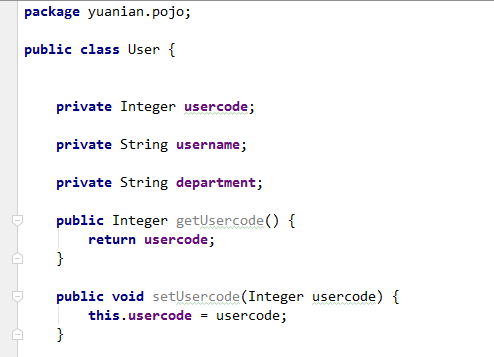 package yuanian.pojo;
public class User {
private Integer usercode;
private String username;
private String department;
public Integer getUsercode() {
return usercode;
}
public void setUsercode(Integer usercode) {
this.usercode = usercode;
}